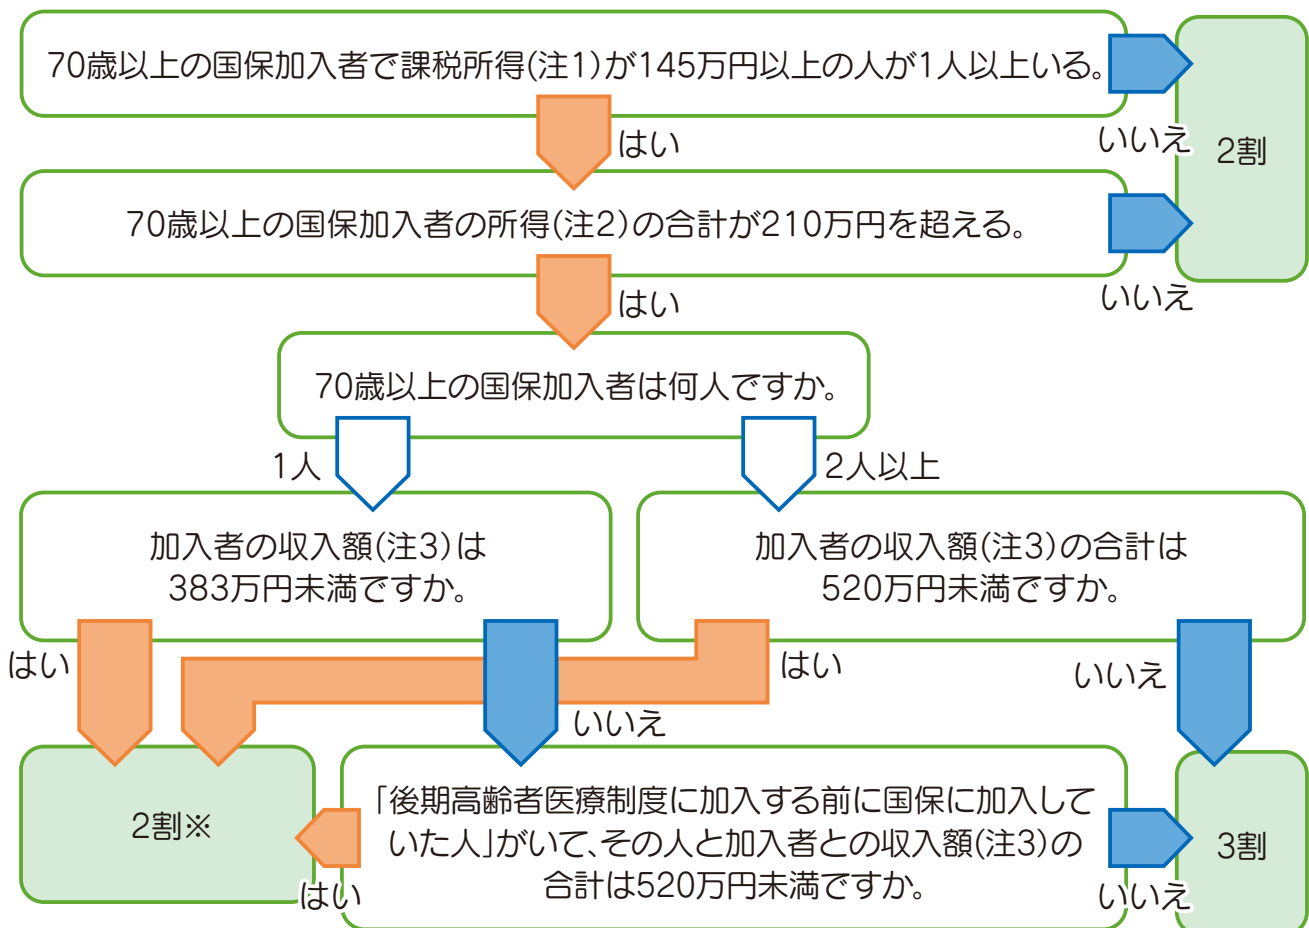 70歳以上の国保加入者で課税所得(注1)が145万円以上の人が1人以上いる。
はい
いいえ
2割
70歳以上の国保加入者の所得(注2)の合計が210万円を超える。
はい
いいえ
70歳以上の国保加入者は何人ですか。
1人
2人以上
加入者の収入額(注3)は
383万円未満ですか。
加入者の収入額(注3)の合計は
520万円未満ですか。
はい
いいえ
はい
いいえ
2割※
「後期高齢者医療制度に加入する前に国保に加入して
いた人」がいて、その人と加入者との収入額(注3)の
合計は520万円未満ですか。
はい
いいえ
3割